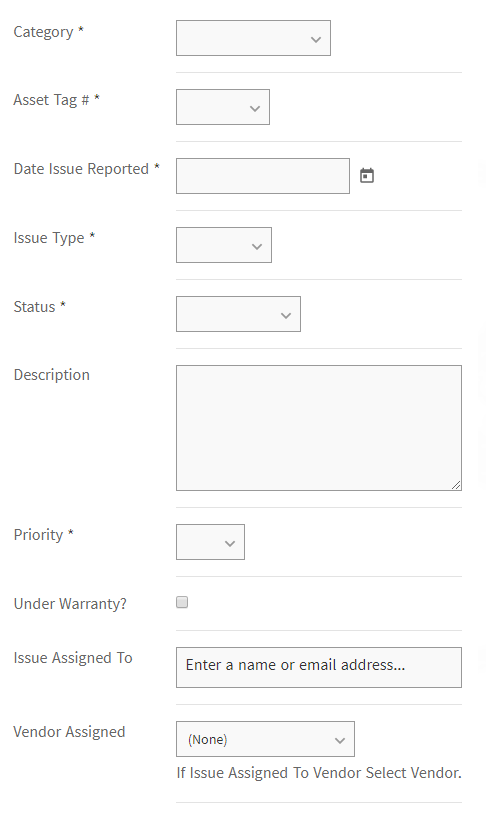 Category *
Asset Tag # *
Date Issue Reported *
Issue Type *
Status *
Description
Priority *
Under Warranty?
Issue Assigned To
Enter a name or email address...
Vendor Assigned
(None)
If Issue Assigned To Vendor Select Vendor.